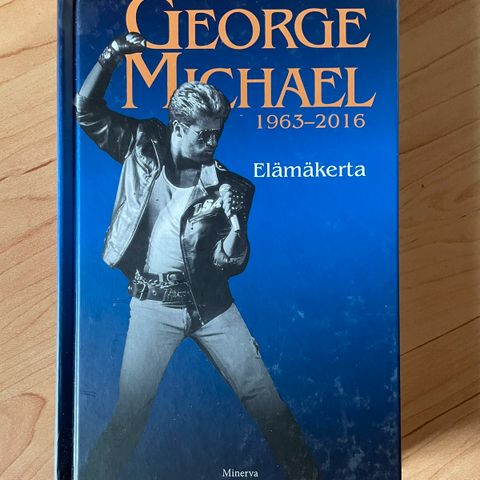 GEORGE
MICHAEL
1963–2016
Elämäkerta
Minerva